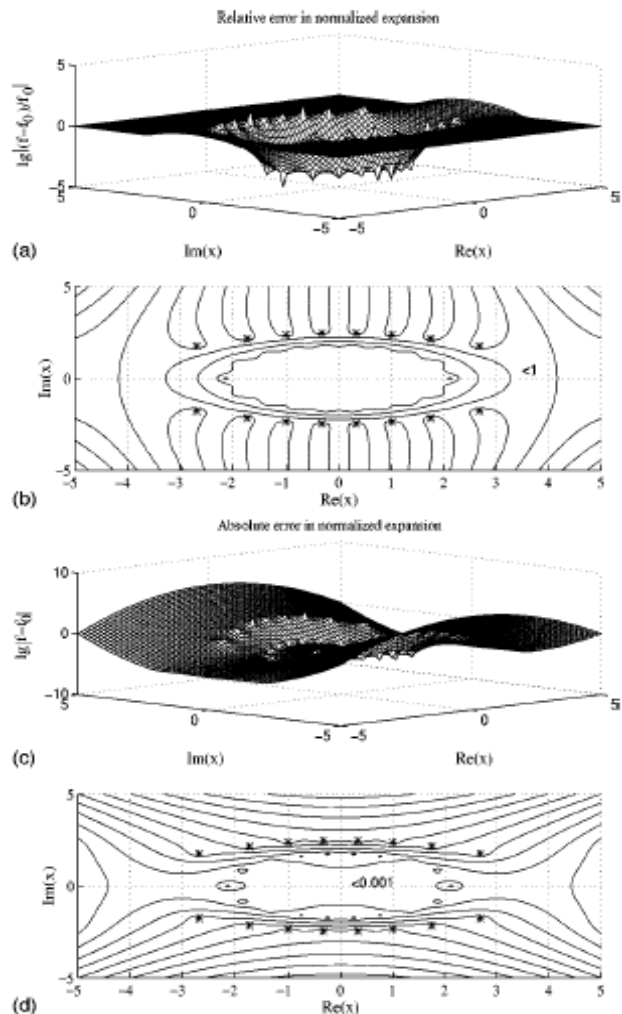 Relative error in normalized expansion
lg|(f-f₀)/f₀|
5
0
-5
5
0
-5
-5
0
5
Im(x)
Re(x)
(a)
5
0
-5
Im(x)
<1
-5 -4 -3 -2 -1 0 1 2 3 4 5
Re(x)
(b)
Absolute error in normalized expansion
lg|f-f₀|
10
0
-10
5
0
-5
-5
0
5
Im(x)
Re(x)
(c)
5
0
-5
Im(x)
<0.001
-5 -4 -3 -2 -1 0 1 2 3 4 5
Re(x)
(d)